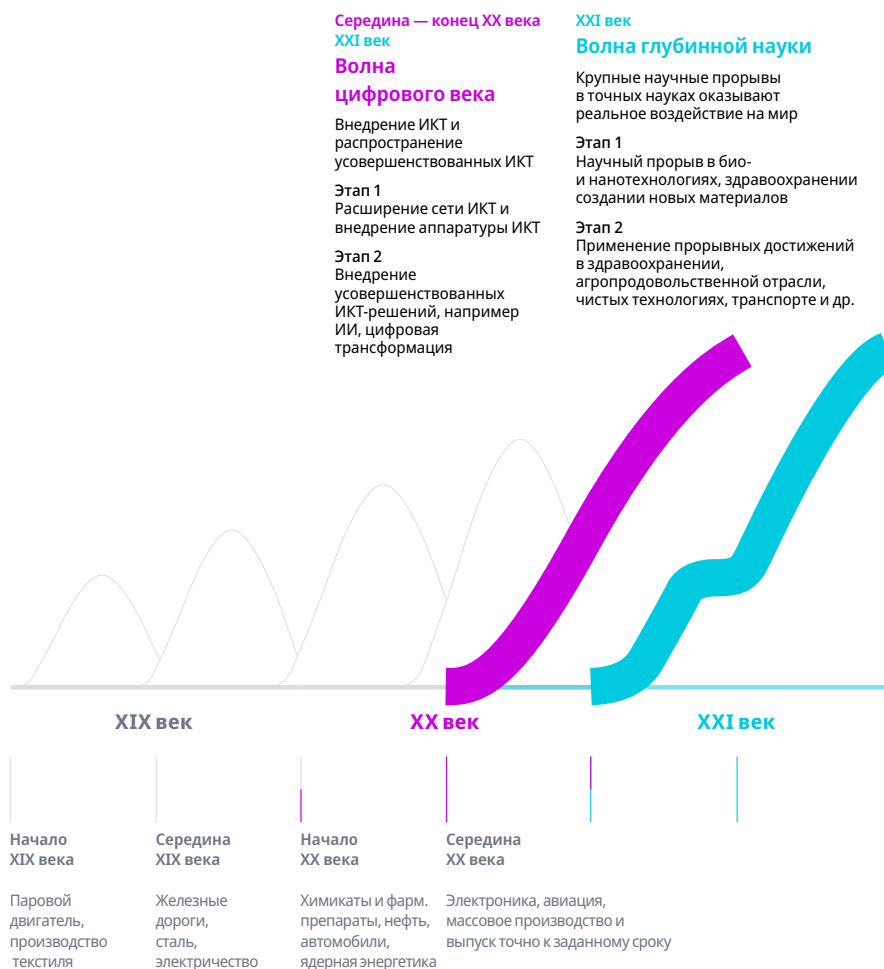 Середина — конец XX века
XXI век
Волна
цифрового века
Внедрение ИКТ и
распространение
усовершенствованных ИКТ
Этап 1
Расширение сети ИКТ и
внедрение аппаратуры ИКТ
Этап 2
Внедрение
усовершенствованных
ИКТ-решений, например
ИИ, цифровая
трансформация
XXI век
Волна глубинной науки
Крупные научные прорывы
в точных науках оказывают
реальное воздействие на мир
Этап 1
Научный прорыв в био-
и нанотехнологиях, здравоохранении
создании новых материалов
Этап 2
Применение прорывных достижений
в здравоохранении,
агропродовольственной отрасли,
чистых технологиях, транспорте и др.
XIX век
XX век
XXI век
Начало
XIX века
Паровой
двигатель,
производство
текстиля
Середина
XIX века
Железные
дороги,
сталь,
электричество
Начало
XX века
Химикаты и фарм.
препараты, нефть,
автомобили,
ядерная энергетика
Середина
XX века
Электроника, авиация,
массовое производство и
выпуск точно к заданному сроку